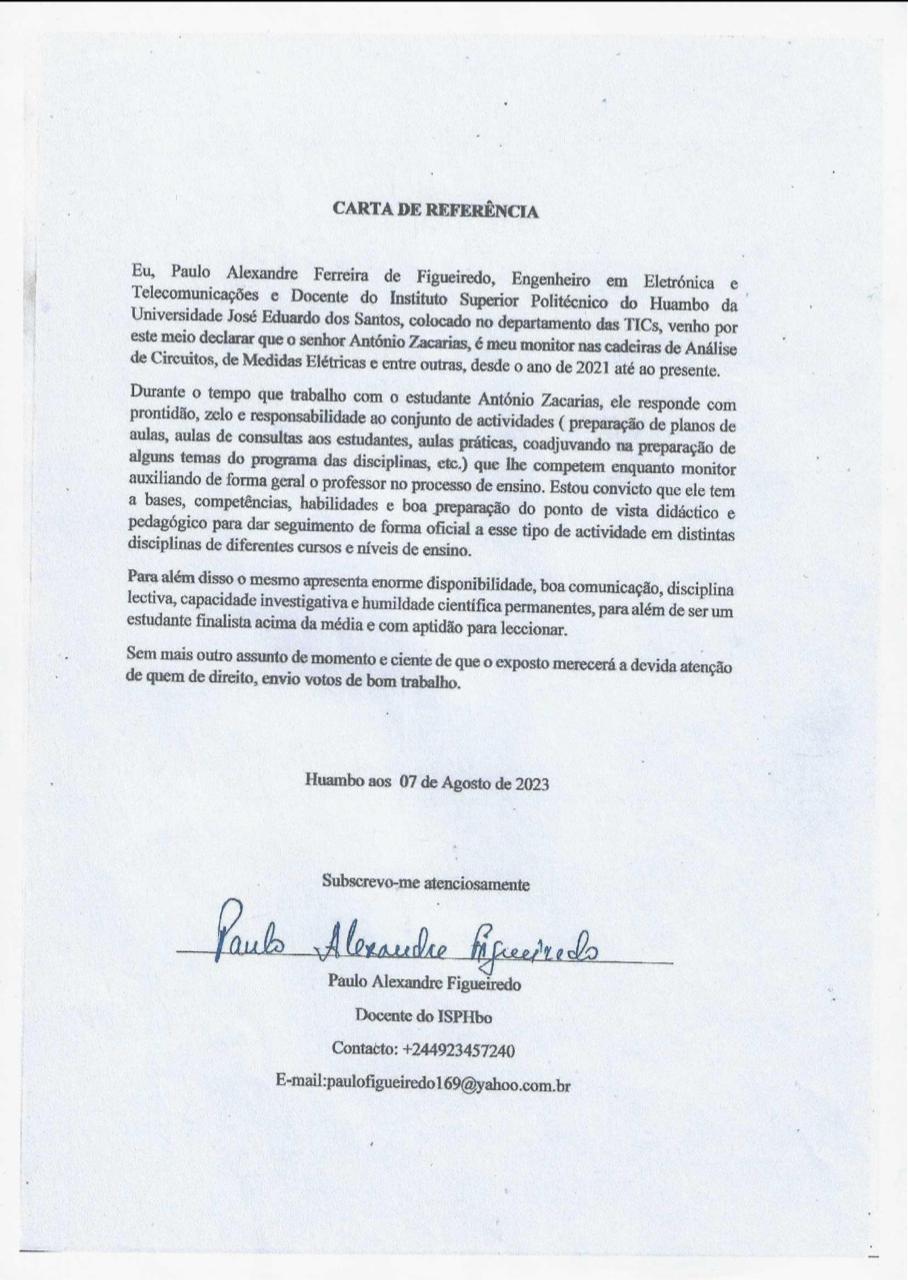 CARTA DE REFERÊNCIA
Eu, Paulo Alexandre Ferreira de Figueiredo, Engenheiro em Eletrónica e
Telecomunicações e Docente do Instituto Superior Politécnico do Huambo da
Universidade José Eduardo dos Santos, colocado no departamento das TICs, venho por
este meio declarar que o senhor António Zacarias, é meu monitor nas cadeiras de Análise
de Circuitos, de Medidas Elétricas e entre outras, desde o ano de 2021 até ao presente.
Durante o tempo que trabalho com o estudante António Zacarias, ele responde com
prontidão, zelo e responsabilidade ao conjunto de actividades ( preparação de planos de
aulas, aulas de consultas aos estudantes, aulas práticas, coadjuvando na preparação de
alguns temas do programa das disciplinas, etc.) que lhe competem enquanto monitor
auxiliando de forma geral o professor no processo de ensino. Estou convicto que ele tem
a bases, competências, habilidades e boa preparação do ponto de vista didáctico e
pedagógico para dar seguimento de forma oficial a esse tipo de actividade em distintas
disciplinas de diferentes cursos e níveis de ensino.
Para além disso o mesmo apresenta enorme disponibilidade, boa comunicação, disciplina
lectiva, capacidade investigativa e humildade científica permanentes, para além de ser um
estudante finalista acima da média e com aptidão para leccionar.
Sem mais outro assunto de momento e ciente de que o exposto merecerá a devida atenção
de quem de direito, envio votos de bom trabalho.
Huambo aos 07 de Agosto de 2023
Subscrevo-me atenciosamente
Paulo Alexandre Figueiredo
Paulo Alexandre Figueiredo
Docente do ISPHbo
Contacto: +244923457240
E-mail:paulofigueiredo169@yahoo.com.br